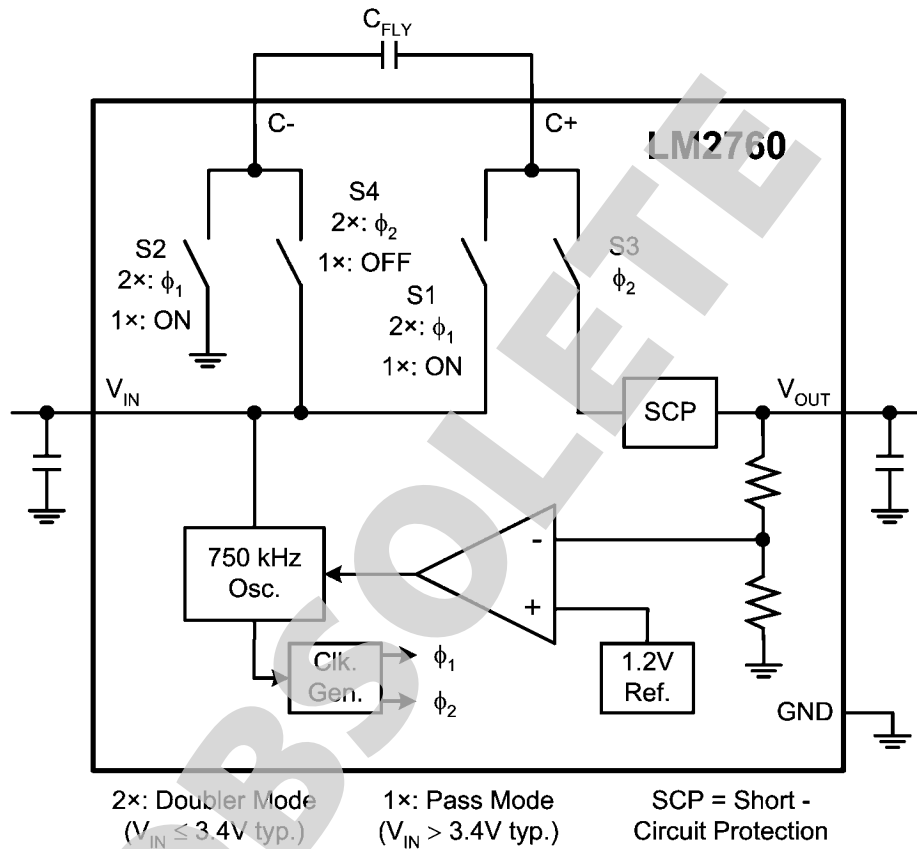 C_FLY
C-
C+
LM2760
S4
2×: ϕ₂
1×: OFF
S2
2×: ϕ₁
1×: ON
S1
2×: ϕ₁
1×: ON
S3
ϕ₂
V_IN
SCP
V_OUT
750 kHz
Osc.
-
+
Clk.
Gen.
ϕ₁
ϕ₂
1.2V
Ref.
GND
2×: Doubler Mode
(V_IN ≤ 3.4V typ.)
1×: Pass Mode
(V_IN > 3.4V typ.)
SCP = Short -
Circuit Protection
OBSOLETE